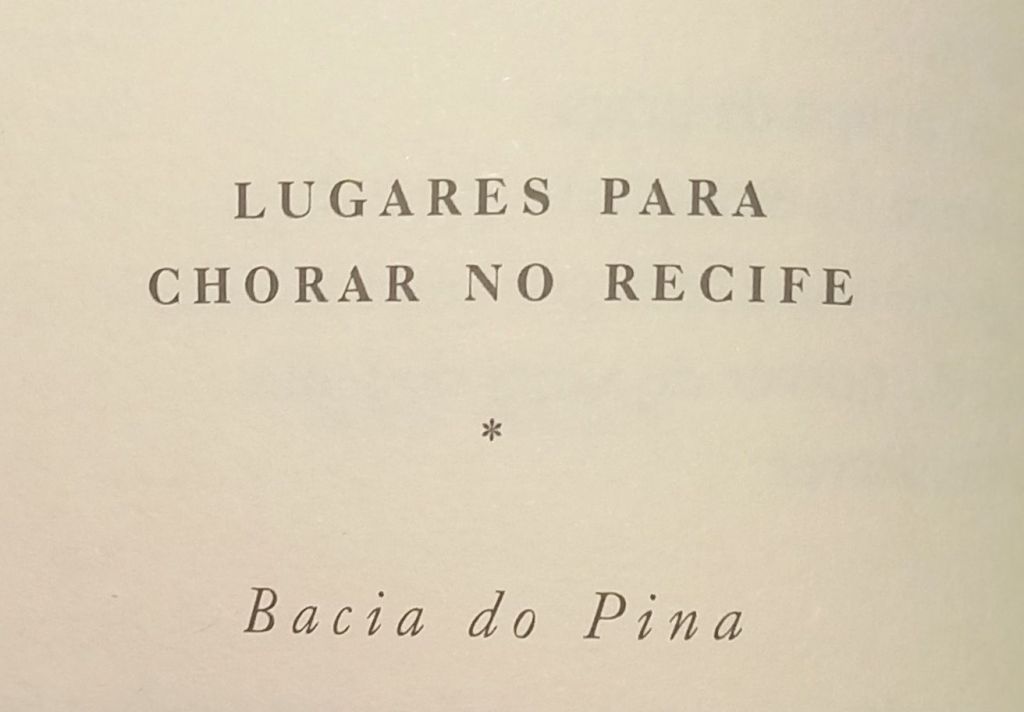 LUGARES PARA
CHORAR NO RECIFE
*
Bacia do Pina